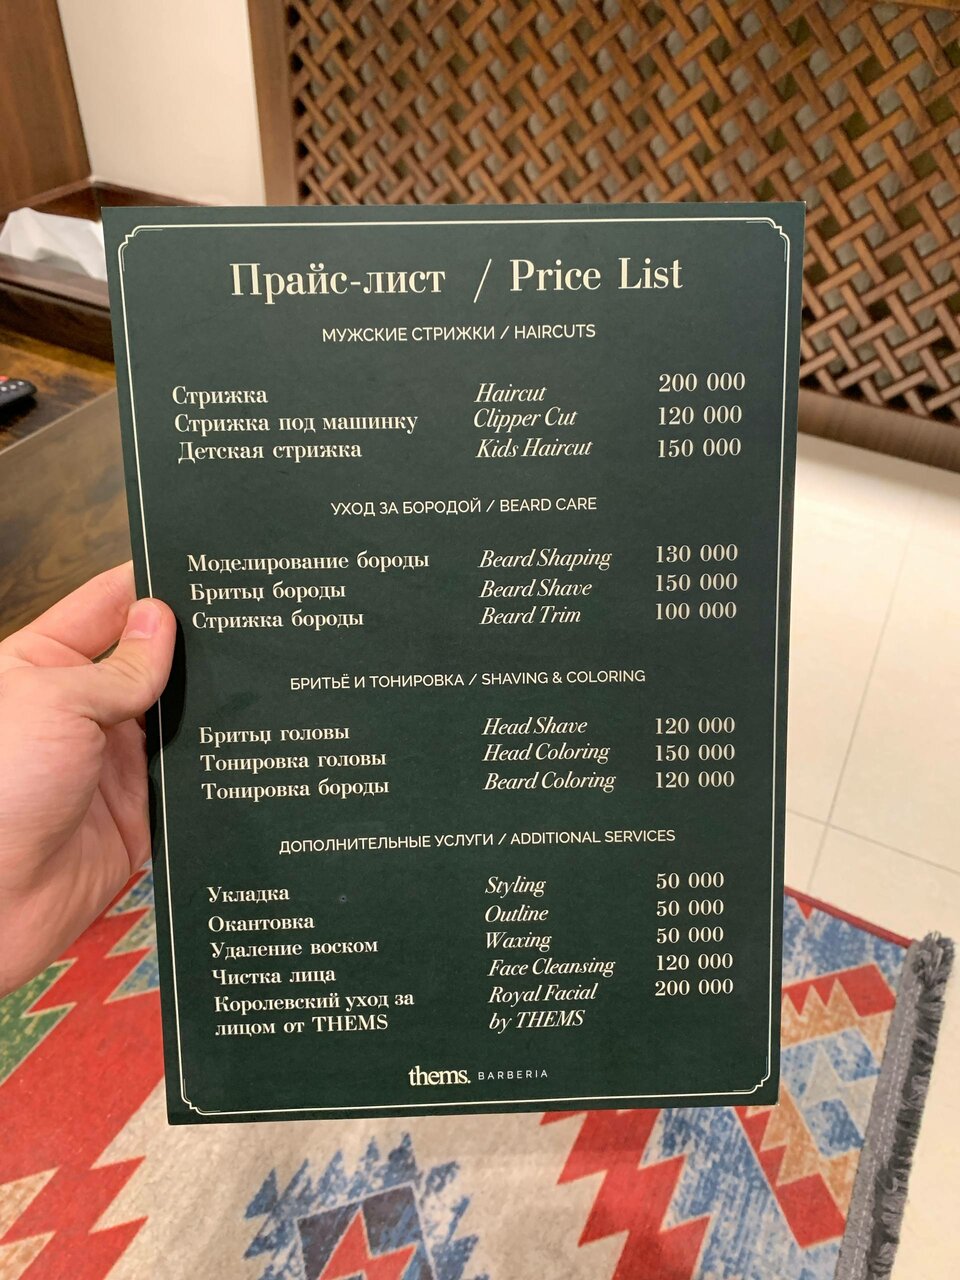 Прайс-лист / Price List
МУЖСКИЕ СТРИЖКИ / HAIRCUTS
Стрижка Haircut 200 000
Стрижка под машинку Clipper Cut 120 000
Детская стрижка Kids Haircut 150 000
УХОД ЗА БОРОДОЙ / BEARD CARE
Моделирование бороды Beard Shaping 130 000
Бритьџ бороды Beard Shave 150 000
Стрижка бороды Beard Trim 100 000
БРИТЬЁ И ТОНИРОВКА / SHAVING & COLORING
Бритьџ головы Head Shave 120 000
Тонировка головы Head Coloring 150 000
Тонировка бороды Beard Coloring 120 000
ДОПОЛНИТЕЛЬНЫЕ УСЛУГИ / ADDITIONAL SERVICES
Укладка Styling 50 000
Окантовка Outline 50 000
Удаление воском Waxing 50 000
Чистка лица Face Cleansing 120 000
Королевский уход за Royal Facial 200 000
лицом от THEMS by THEMS
thems. BARBERIA